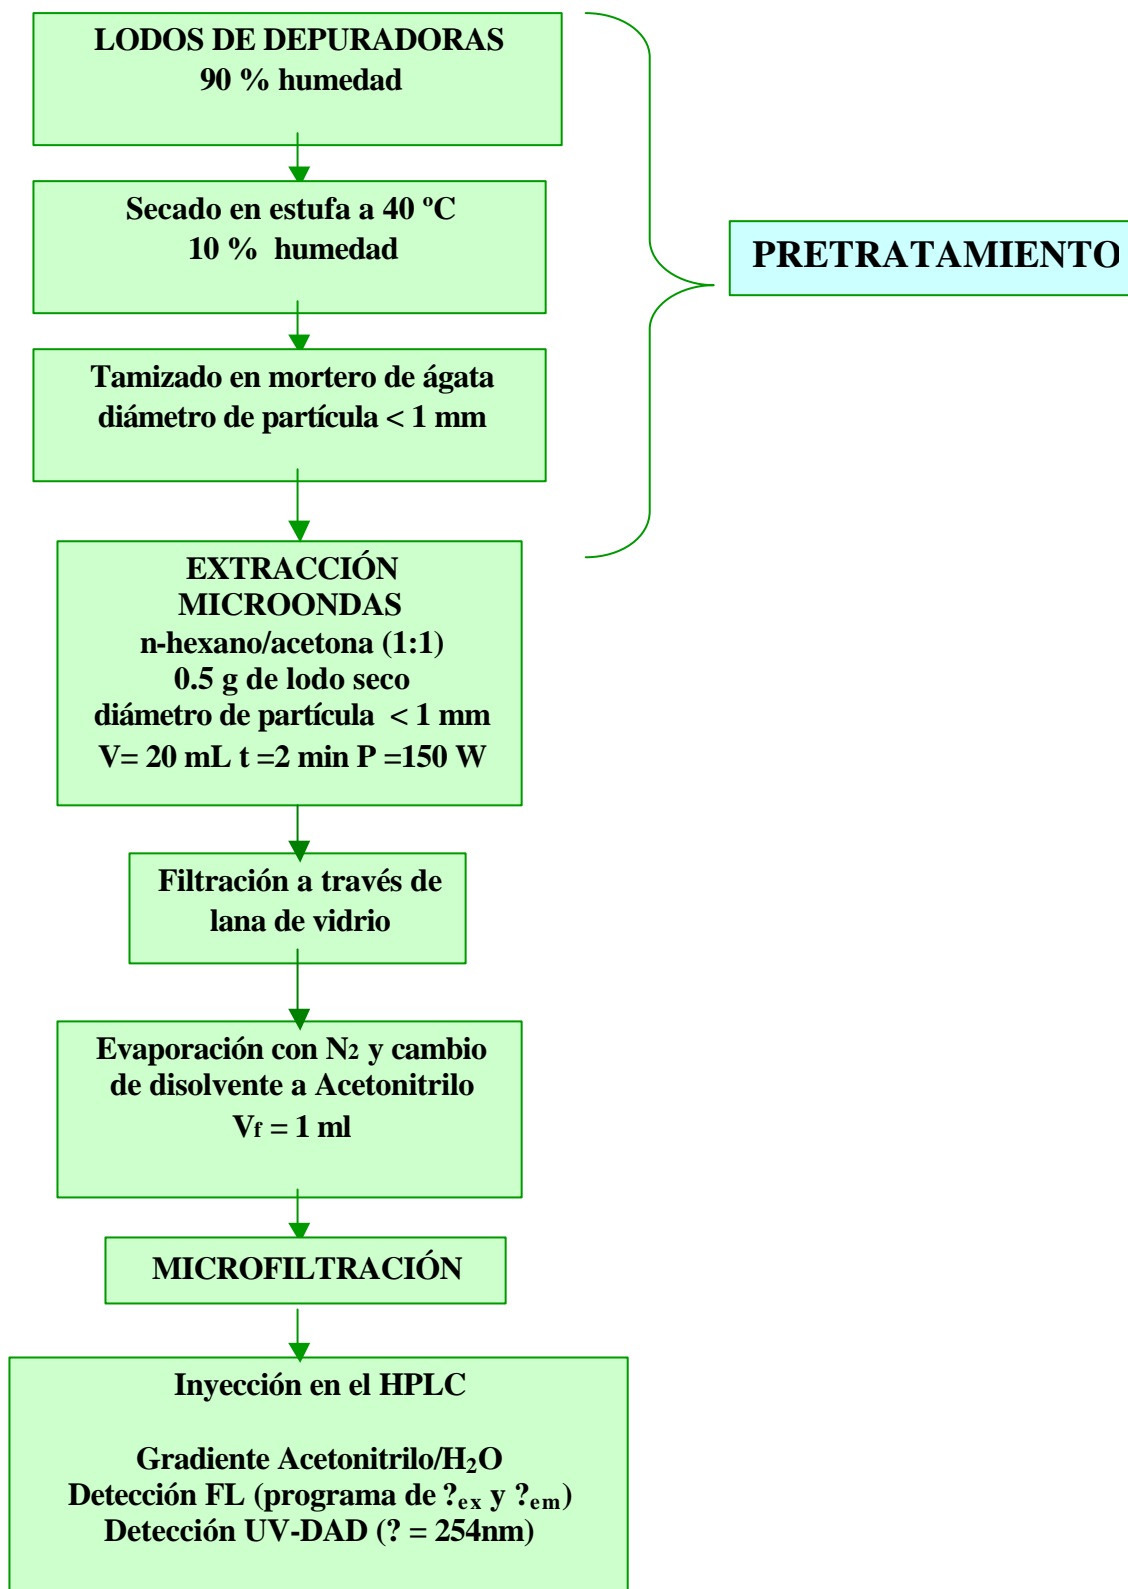 LODOS DE DEPURADORAS
90 % humedad
Secado en estufa a 40 ºC
10 % humedad
PRETRATAMIENTO
Tamizado en mortero de ágata
diámetro de partícula < 1 mm
EXTRACCIÓN
MICROONDAS
n-hexano/acetona (1:1)
0.5 g de lodo seco
diámetro de partícula < 1 mm
V= 20 mL t =2 min P =150 W
Filtración a través de
lana de vidrio
Evaporación con N₂ y cambio
de disolvente a Acetonitrilo
Vf = 1 ml
MICROFILTRACIÓN
Inyección en el HPLC
Gradiente Acetonitrilo/H₂O
Detección FL (programa de ?ex y ?em)
Detección UV-DAD (? = 254nm)